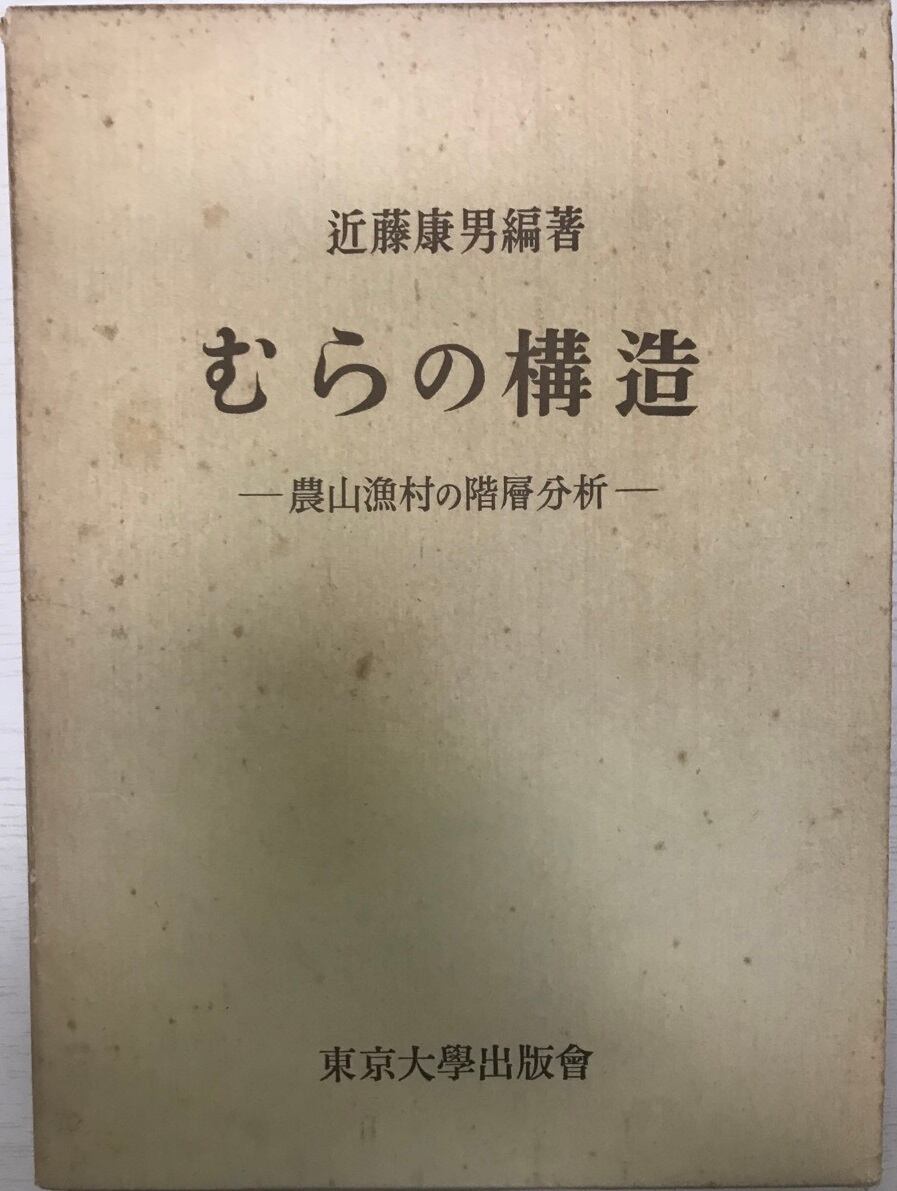 近藤康男編著
むらの構造
―農山漁村の階層分析―
東京大學出版會